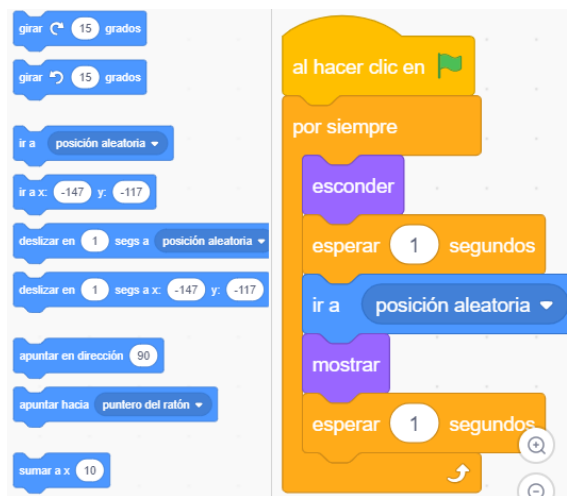 girar 15 grados
girar 15 grados
ir a posición aleatoria
ir a x: -147 y: -117
deslizar en 1 segs a posición aleatoria
deslizar en 1 segs a x: -147 y: -117
apuntar en dirección 90
apuntar hacia puntero del ratón
sumar a x 10
al hacer clic en
por siempre
esconder
esperar 1 segundos
ir a posición aleatoria
mostrar
esperar 1 segundos